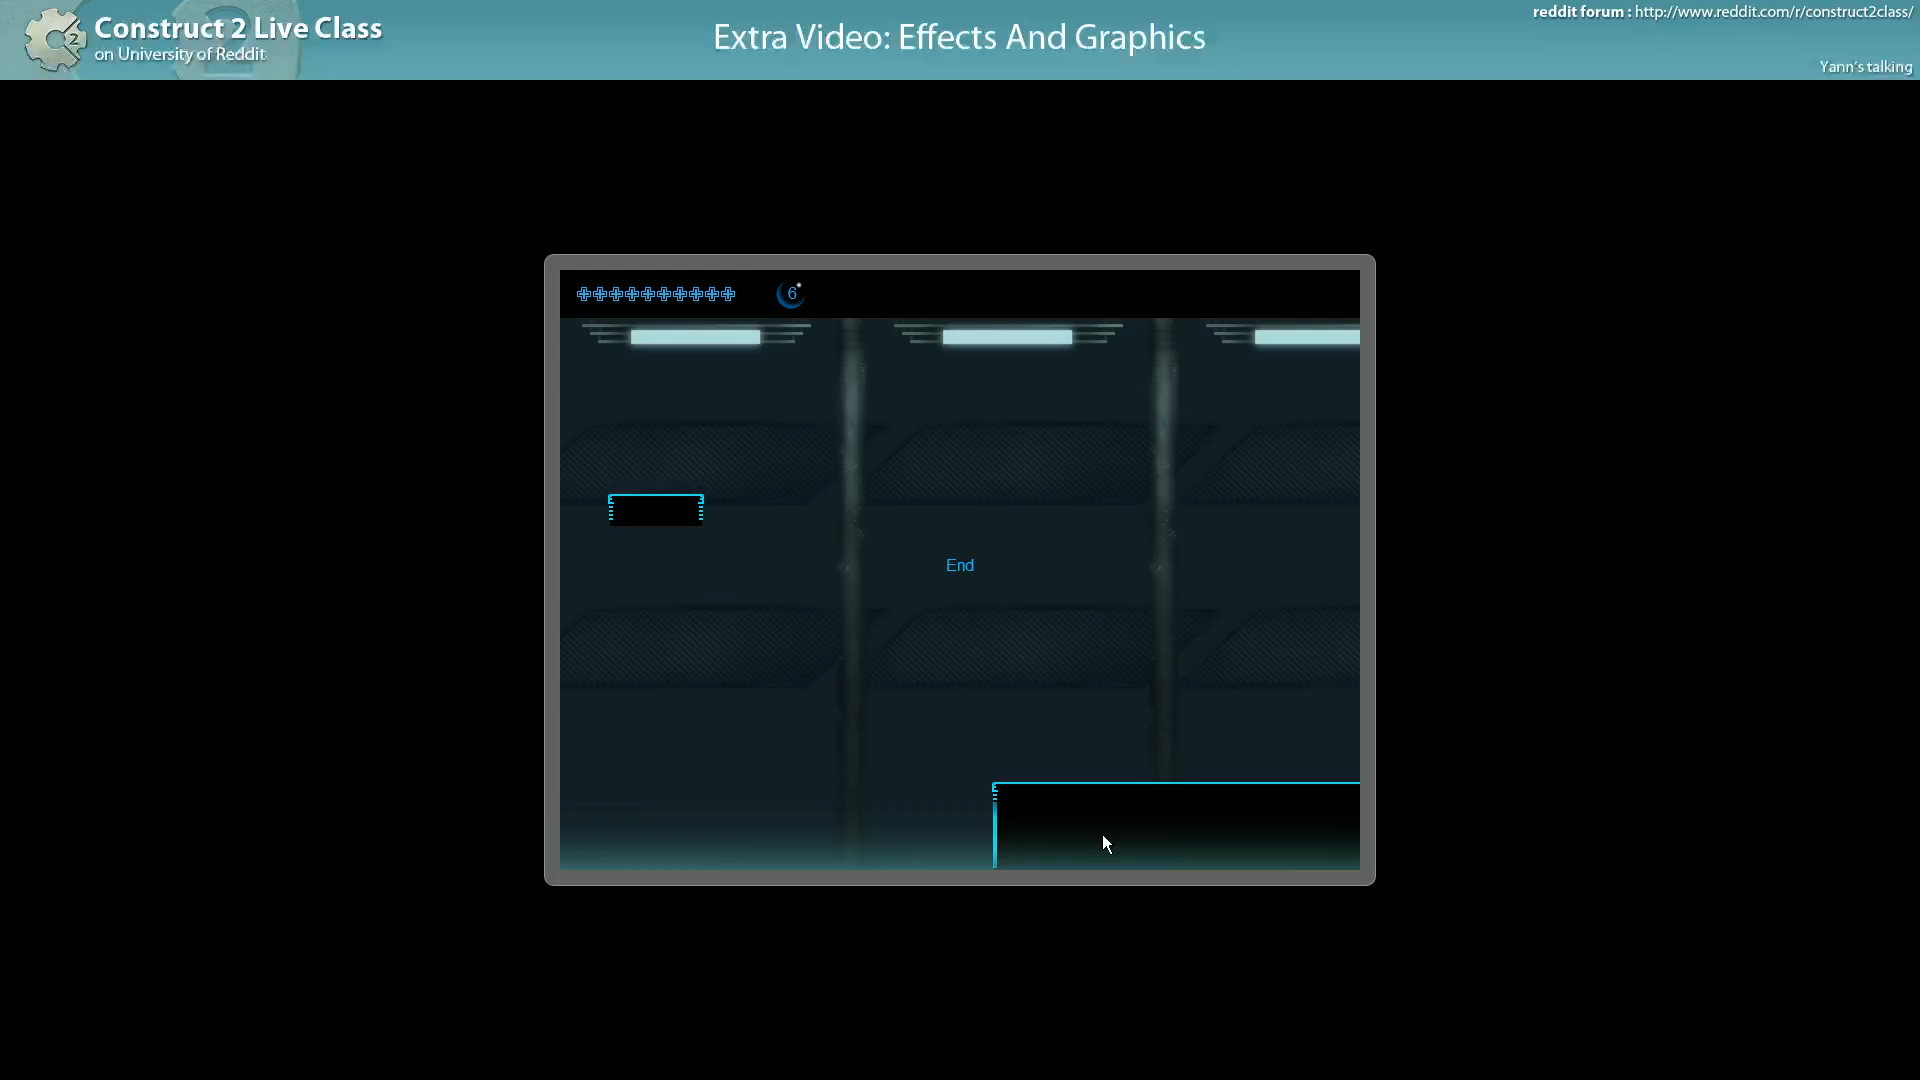 Construct 2 Live Class
on University of Reddit
2
Extra Video: Effects And Graphics
reddit forum : http://www.reddit.com/r/construct2class/
Yann's talking
6
End